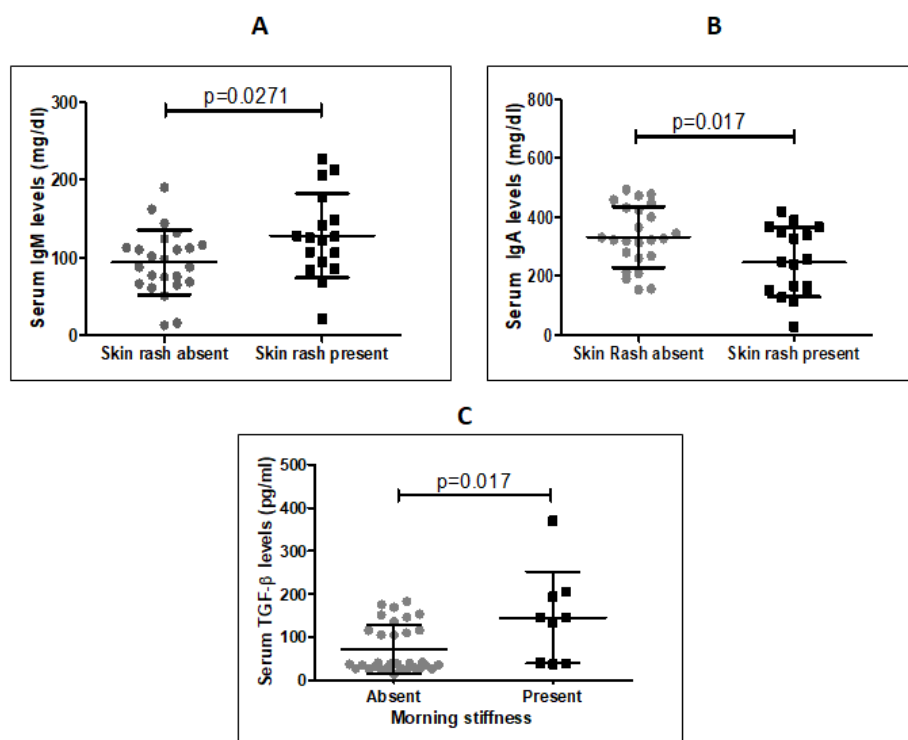 A
Serum IgM levels (mg/dl)
300
200
100
0
p=0.0271
Skin rash absent
Skin rash present
B
Serum IgA levels (mg/dl)
800
600
400
200
0
p=0.017
Skin Rash absent
Skin rash present
C
Serum TGF-β levels (pg/ml)
500
400
300
200
100
0
p=0.017
Absent
Present
Morning stiffness